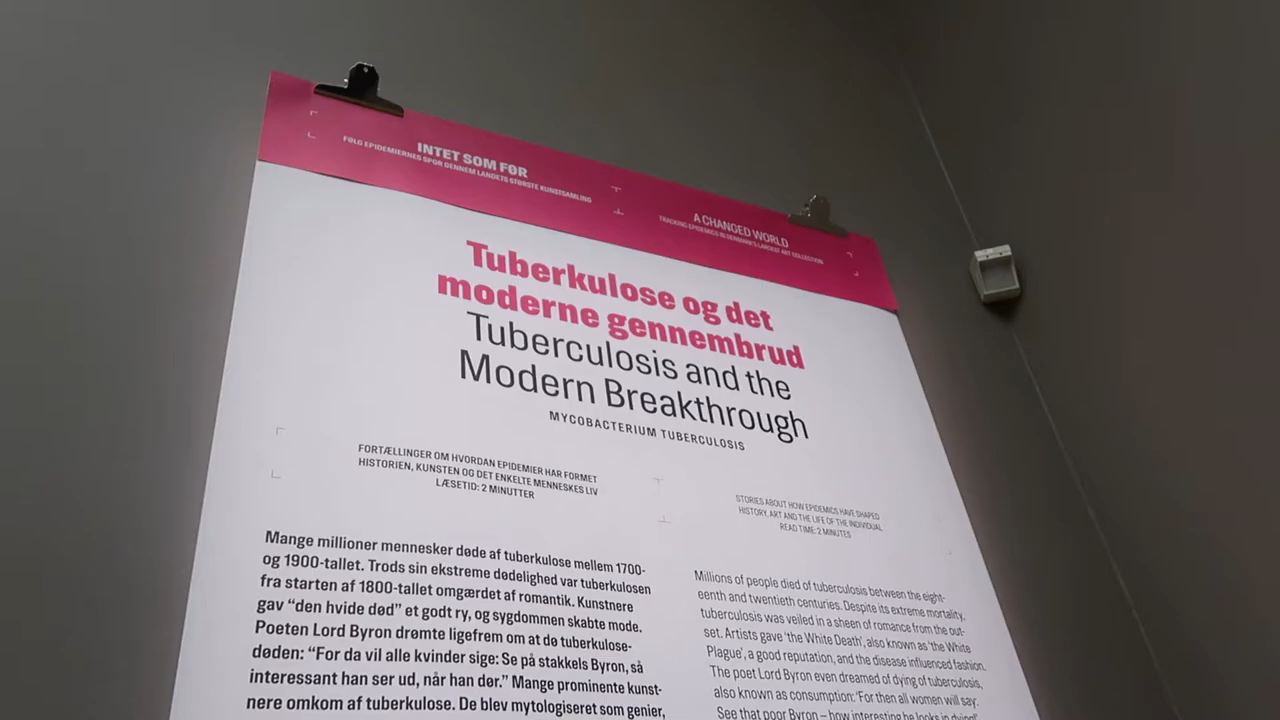 INTET SOM FØR
FØLG EPIDEMIERNES SPOR GENNEM LANDETS STØRSTE KUNSTSAMLING
A CHANGED WORLD
TRACKING EPIDEMICS IN DENMARK'S LARGEST ART COLLECTION
Tuberkulose og det
moderne gennembrud
Tuberculosis and the
Modern Breakthrough
MYCOBACTERIUM TUBERCULOSIS
FORTÆLLINGER OM HVORDAN EPIDEMIER HAR FORMET
HISTORIEN, KUNSTEN OG DET ENKELTE MENNESKES LIV
LÆSETID: 2 MINUTTER
STORIES ABOUT HOW EPIDEMICS HAVE SHAPED
HISTORY, ART AND THE LIFE OF THE INDIVIDUAL
READ TIME: 2 MINUTES
Mange millioner mennesker døde af tuberkulose mellem 1700-
og 1900-tallet. Trods sin ekstreme dødelighed var tuberkulosen
fra starten af 1800-tallet omgærdet af romantik. Kunstnere
gav “den hvide død” et godt ry, og sygdommen skabte mode.
Poeten Lord Byron drømte ligefrem om at dø tuberkulose-
døden: “For da vil alle kvinder sige: Se på stakkels Byron, så
interessant han ser ud, når han dør.” Mange prominente kunst-
nere omkom af tuberkulose. De blev mytologiseret som genier,
Millions of people died of tuberculosis between the eight-
eenth and twentieth centuries. Despite its extreme mortality,
tuberculosis was veiled in a sheen of romance from the out-
set. Artists gave ‘the White Death’, also known as ‘the White
Plague’, a good reputation, and the disease influenced fashion.
The poet Lord Byron even dreamed of dying of tuberculosis,
also known as consumption: ‘For then all women will say:
See that poor Byron – how interesting he looks in dying!’